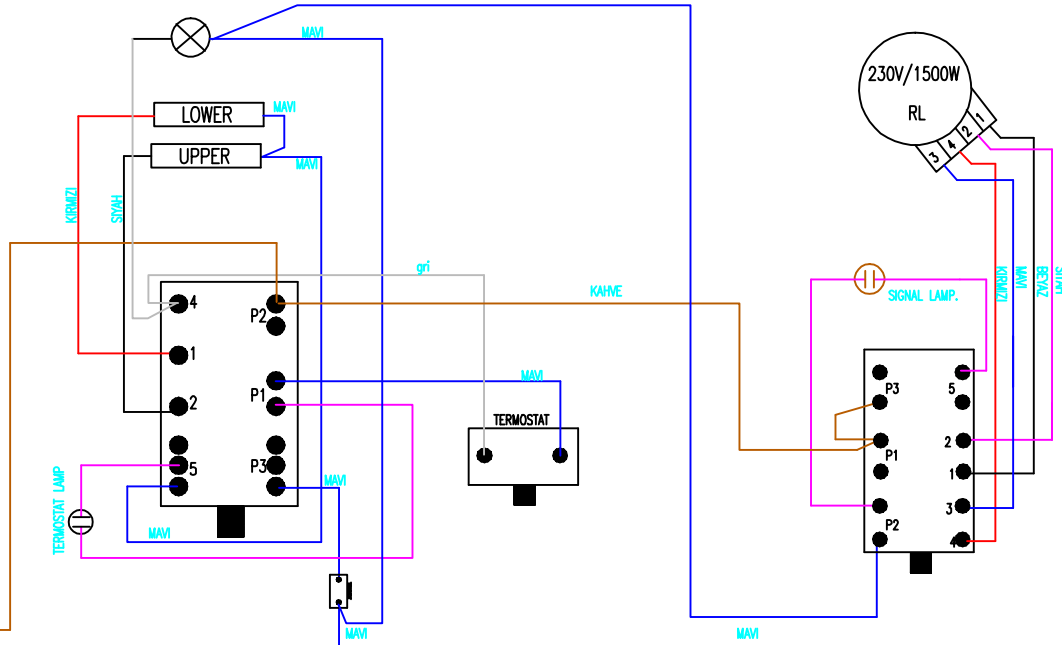 MAVI
230V/1500W
RL
LOWER
MAVI
1
2
4
3
UPPER
MAVI
KIRMIZI
SIYAH
gri
KAHVE
SIGNAL LAMP.
KIRMIZI
MAVI
BEYAZ
SIYAH
4
P2
1
MAVI
P1
2
TERMOSTAT
P3
5
P3
5
2
P1
1
3
P2
4
MAVI
TERMOSTAT LAMP
MAVI
MAVI
MAVI